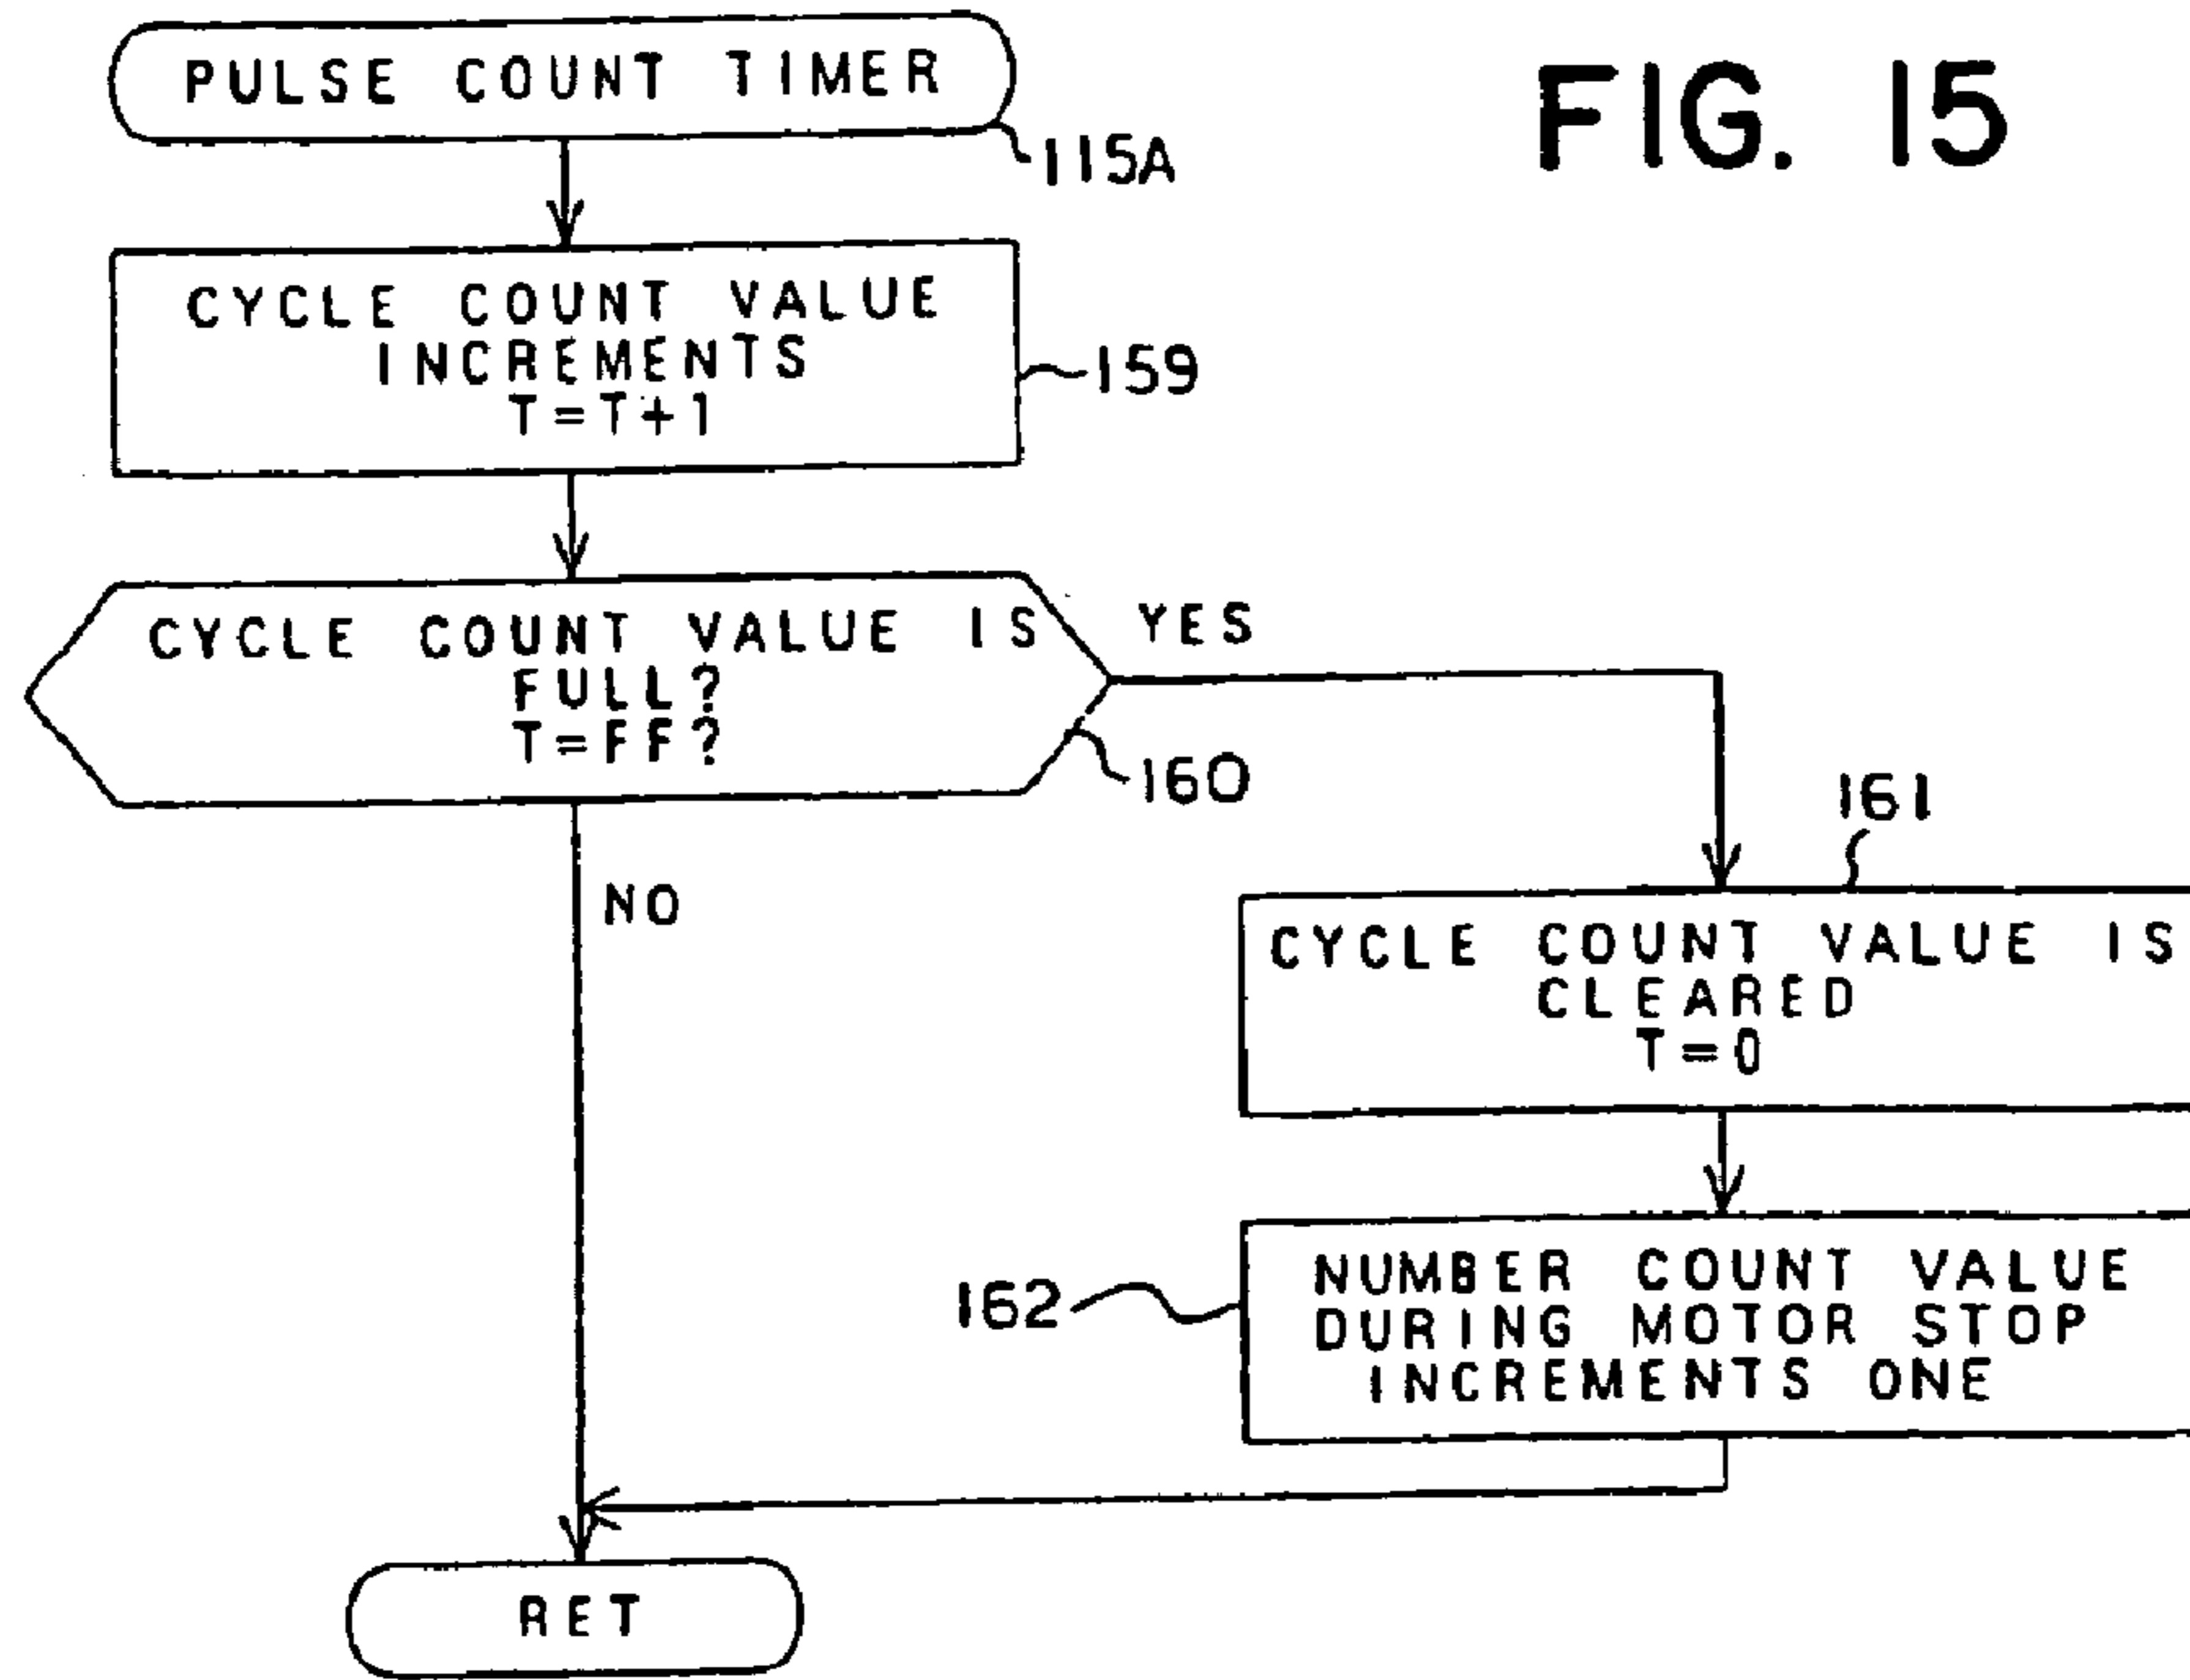 FIG. 15
PULSE COUNT TIMER
115A
CYCLE COUNT VALUE
INCREMENTS
T=T+1
159
CYCLE COUNT VALUE IS
FULL?
T=FF?
YES
160
NO
161
CYCLE COUNT VALUE IS
CLEARED
T=0
162
NUMBER COUNT VALUE
DURING MOTOR STOP
INCREMENTS ONE
RET